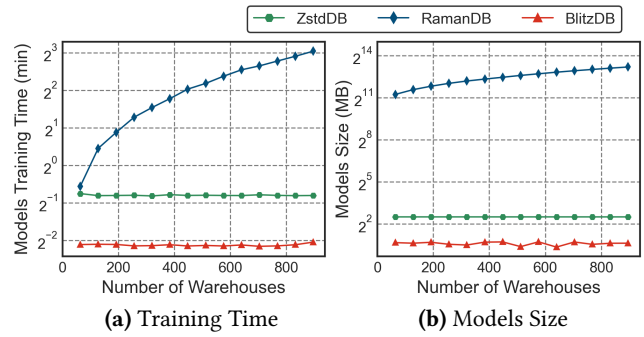 ZstdDB RamanDB BlitzDB
Models Training Time (min)
2^3
2^2
2^1
2^0
2^-1
2^-2
0 200 400 600 800
Number of Warehouses
(a) Training Time
Models Size (MB)
2^14
2^11
2^8
2^5
2^2
0 200 400 600 800
Number of Warehouses
(b) Models Size